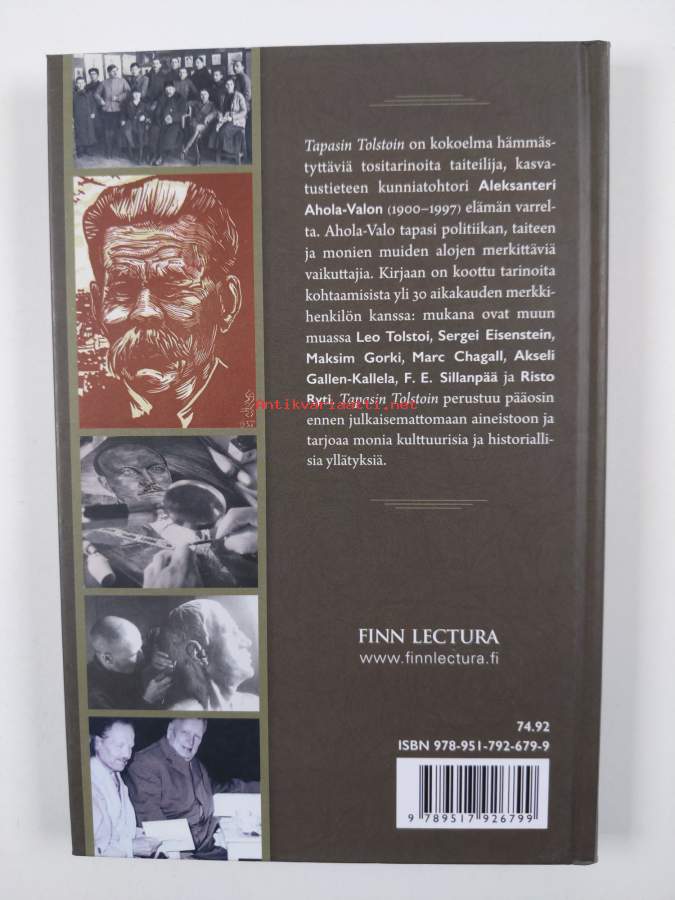 Tapasin Tolstoin on kokoelma hämmäs-
tyttäviä tositarinoita taiteilija, kasva-
tustieteen kunniatohtori Aleksanteri
Ahola-Valon (1900–1997) elämän varrel-
ta. Ahola-Valo tapasi politiikan, taiteen
ja monien muiden alojen merkittäviä
vaikuttajia. Kirjaan on koottu tarinoita
kohtaamisista yli 30 aikakauden merkki-
henkilön kanssa: mukana ovat muun
muassa Leo Tolstoi, Sergei Eisenstein,
Maksim Gorki, Marc Chagall, Akseli
Gallen-Kallela, F. E. Sillanpää ja Risto
Ryti. Tapasin Tolstoin perustuu pääosin
ennen julkaisemattomaan aineistoon ja
tarjoaa monia kulttuurisia ja historialli-
sia yllätyksiä.
Antikvariaatti.net
FINN LECTURA
www.finnlectura.fi
74.92
ISBN 978-951-792-679-9
9 789517 926799